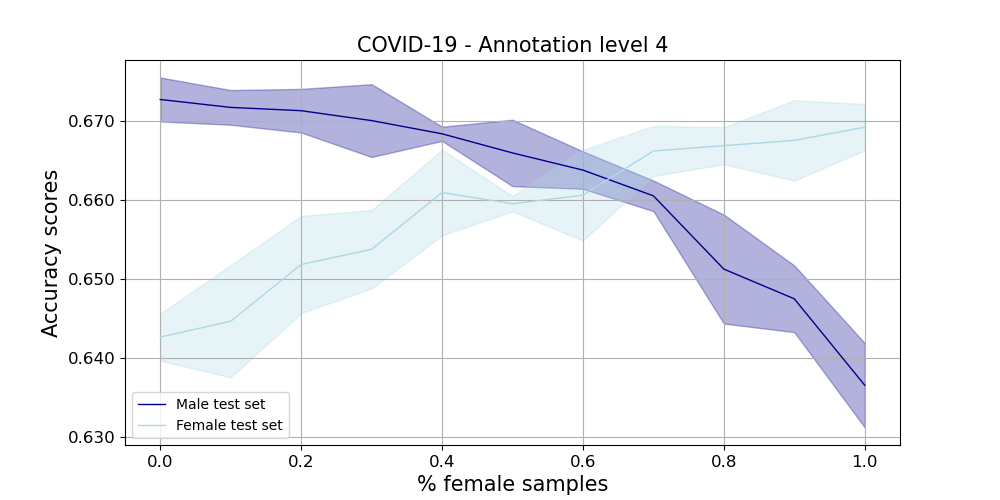 COVID-19 - Annotation level 4
Accuracy scores
0.670
0.660
0.650
0.640
0.630
Male test set
Female test set
0.0 0.2 0.4 0.6 0.8 1.0
% female samples